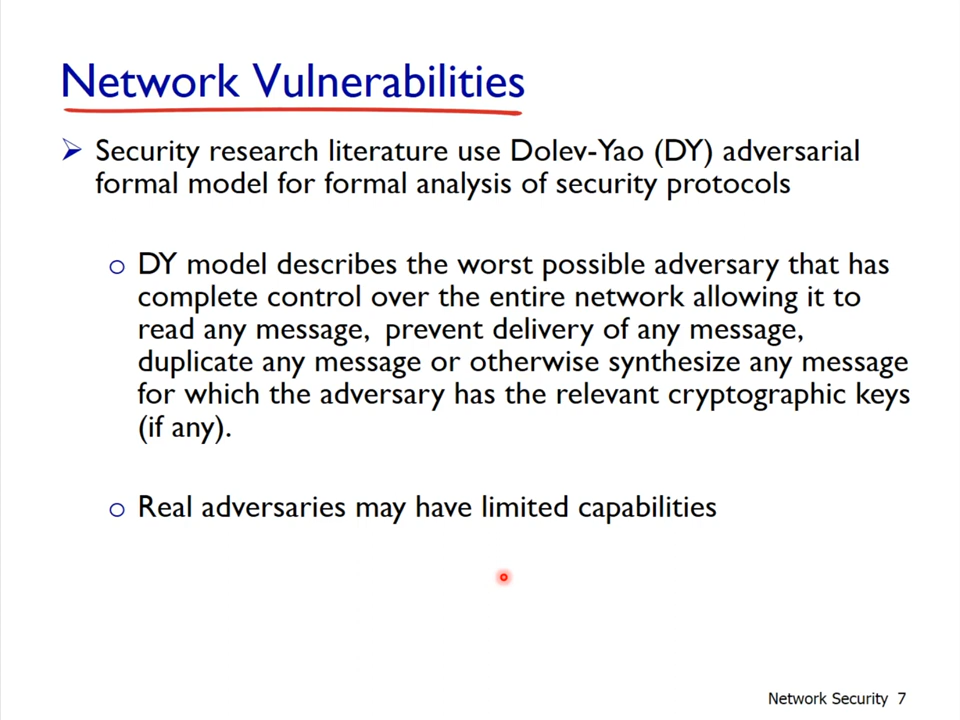 Network Vulnerabilities
Security research literature use Dolev-Yao (DY) adversarial
formal model for formal analysis of security protocols
DY model describes the worst possible adversary that has
complete control over the entire network allowing it to
read any message, prevent delivery of any message,
duplicate any message or otherwise synthesize any message
for which the adversary has the relevant cryptographic keys
(if any).
Real adversaries may have limited capabilities
Network Security 7